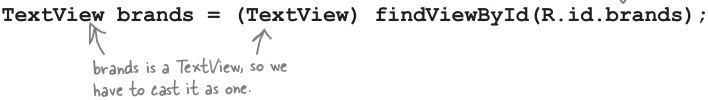 TextView brands = (TextView) findViewById(R.id.brands);
brands is a TextView, so we
have to cast it as one.